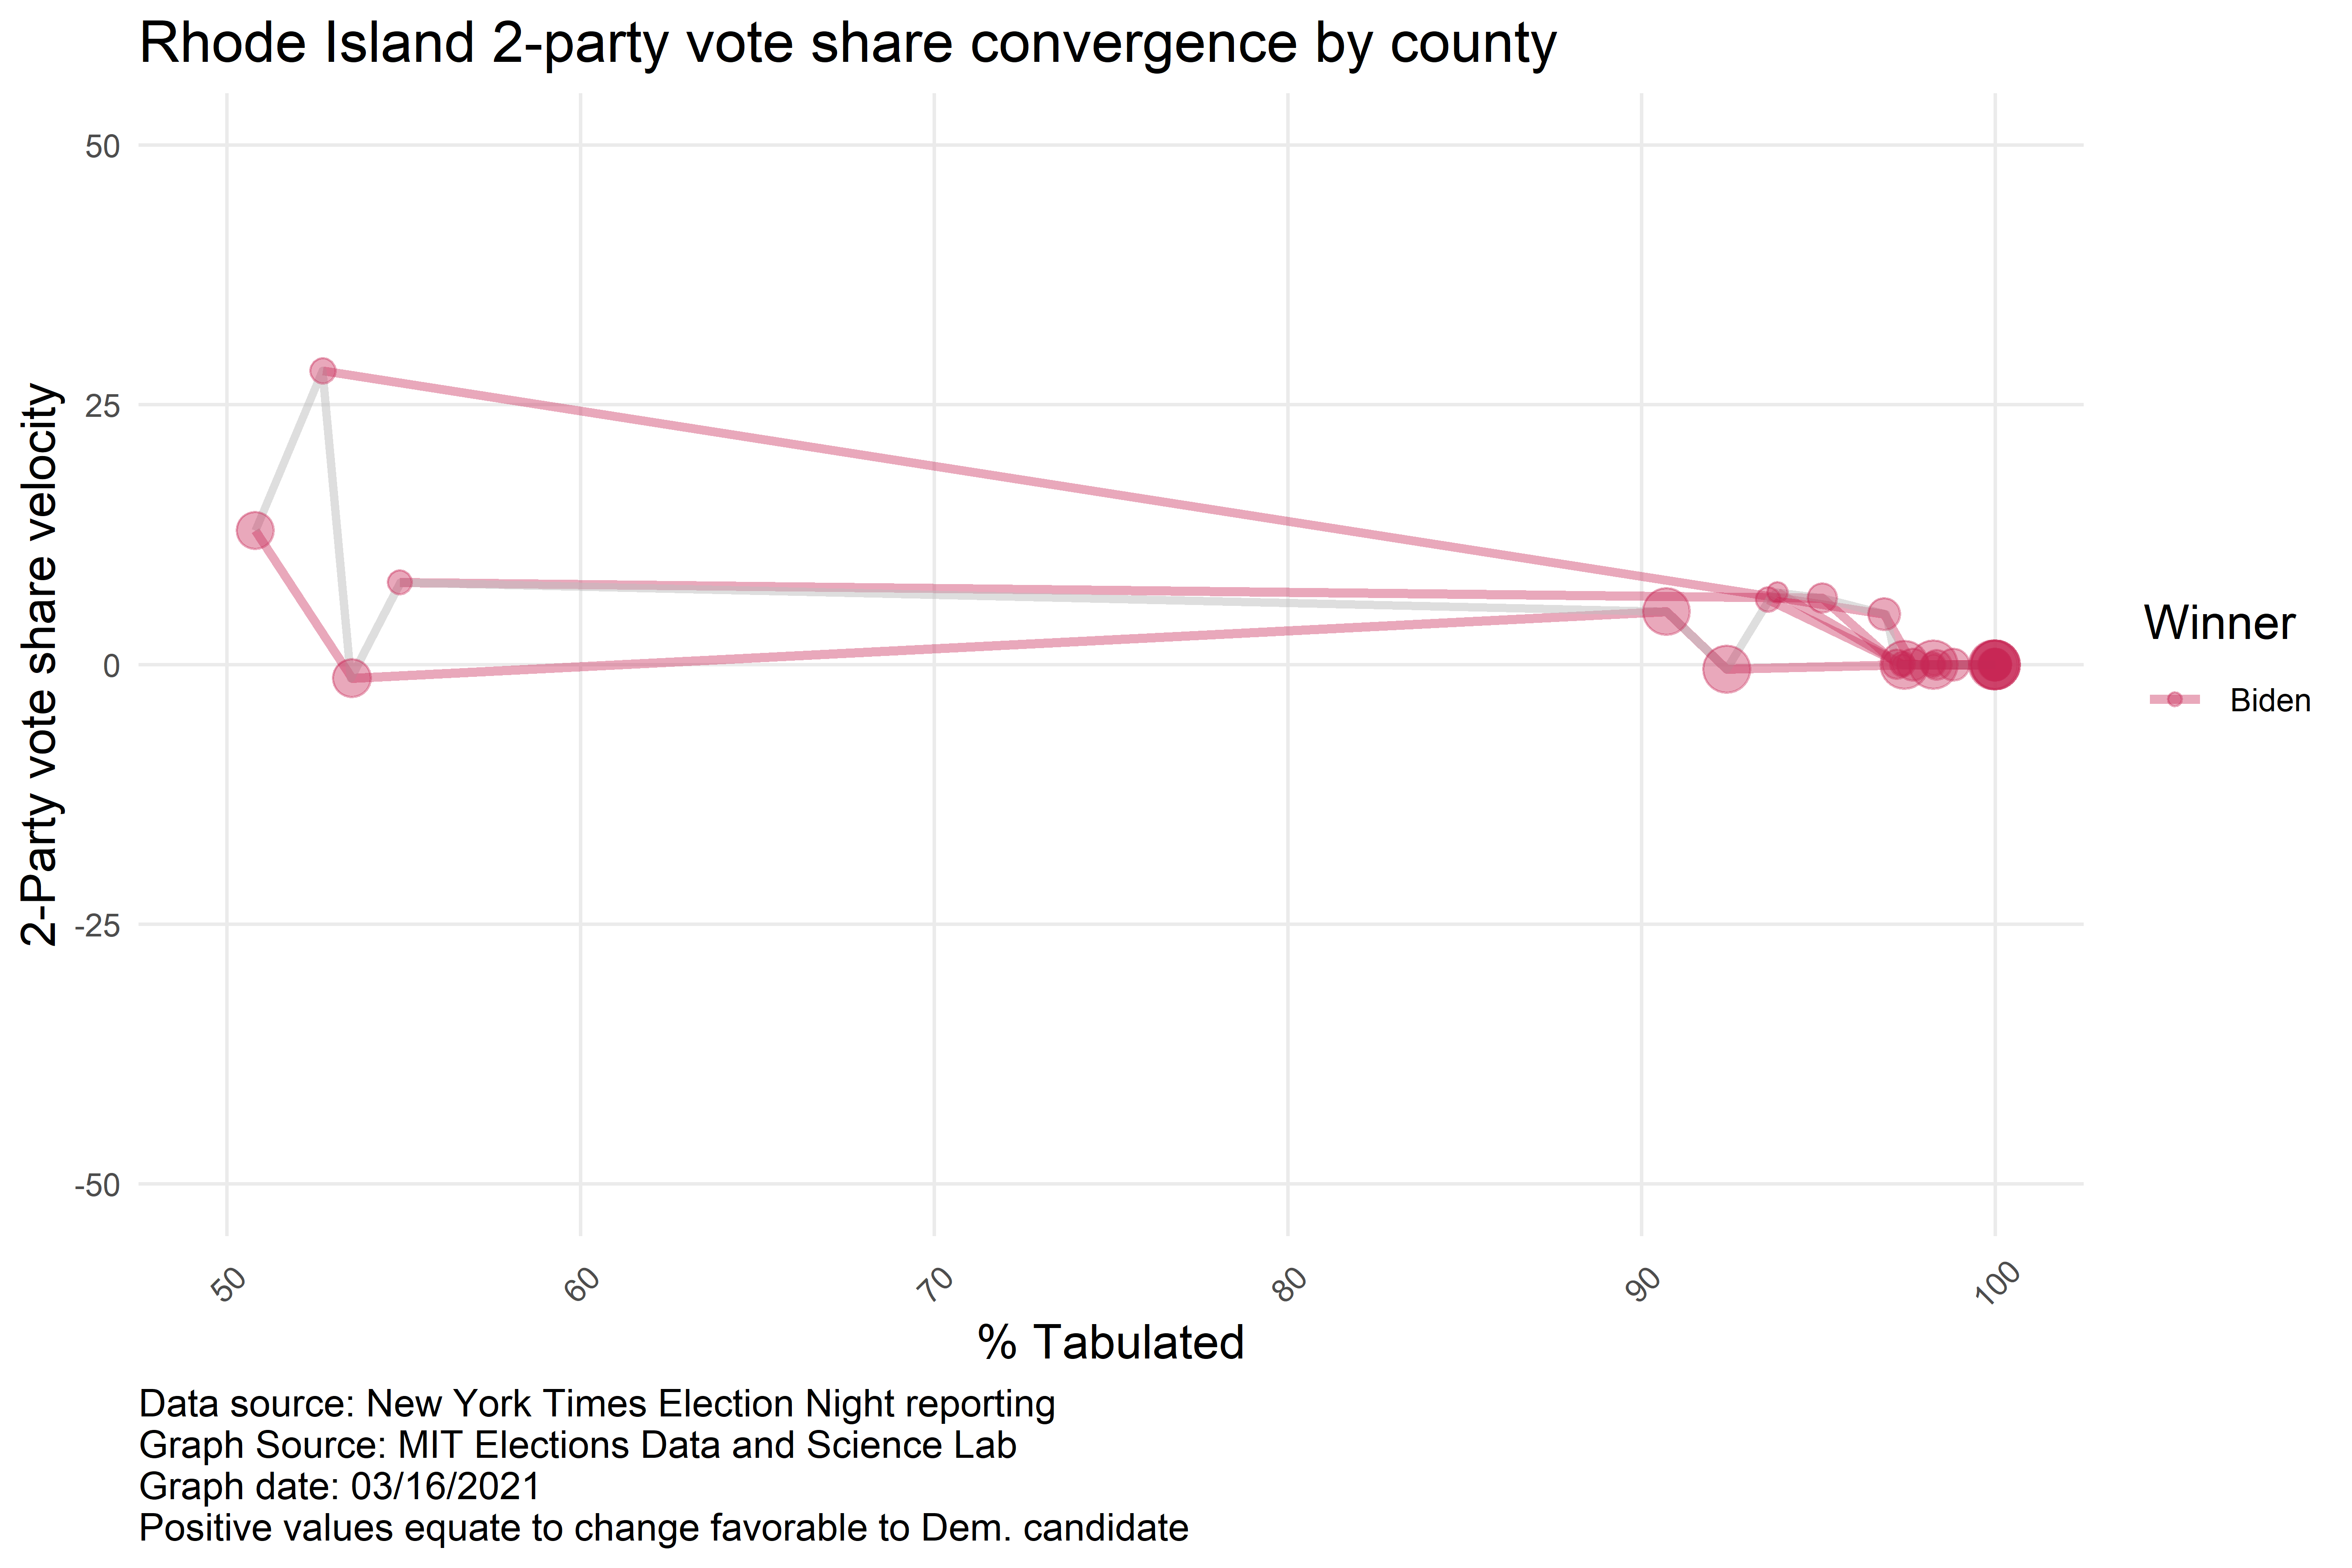 Rhode Island 2-party vote share convergence by county
50
25
0
-25
-50
2-Party vote share velocity
50
60
70
80
90
100
% Tabulated
Winner
Biden
Data source: New York Times Election Night reporting
Graph Source: MIT Elections Data and Science Lab
Graph date: 03/16/2021
Positive values equate to change favorable to Dem. candidate